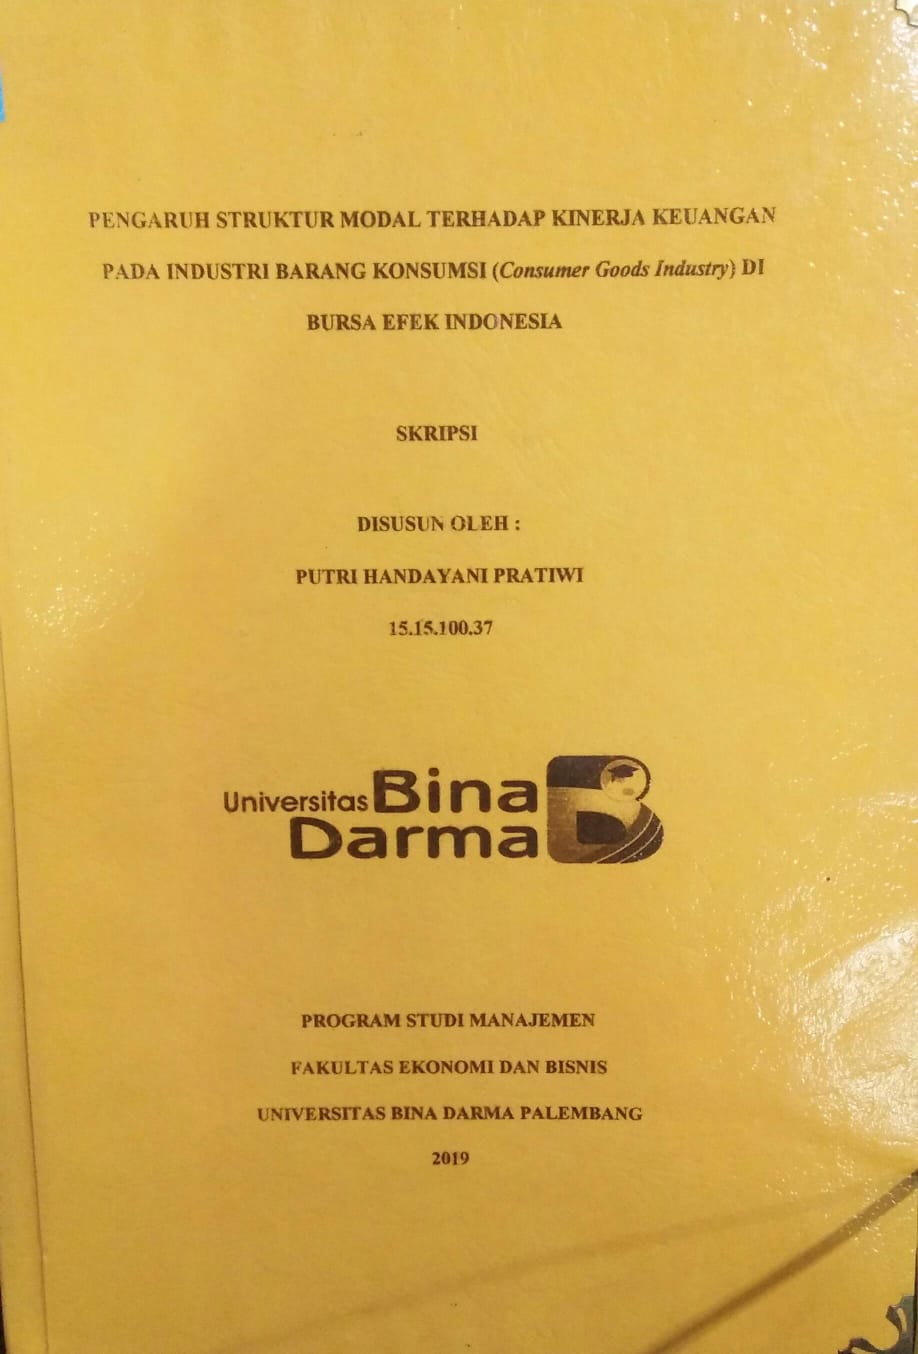 PENGARUH STRUKTUR MODAL TERHADAP KINERJA KEUANGAN
PADA INDUSTRI BARANG KONSUMSI (Consumer Goods Industry) DI
BURSA EFEK INDONESIA
SKRIPSI
DISUSUN OLEH :
PUTRI HANDAYANI PRATIWI
15.15.100.37
Universitas Bina
Darma
PROGRAM STUDI MANAJEMEN
FAKULTAS EKONOMI DAN BISNIS
UNIVERSITAS BINA DARMA PALEMBANG
2019